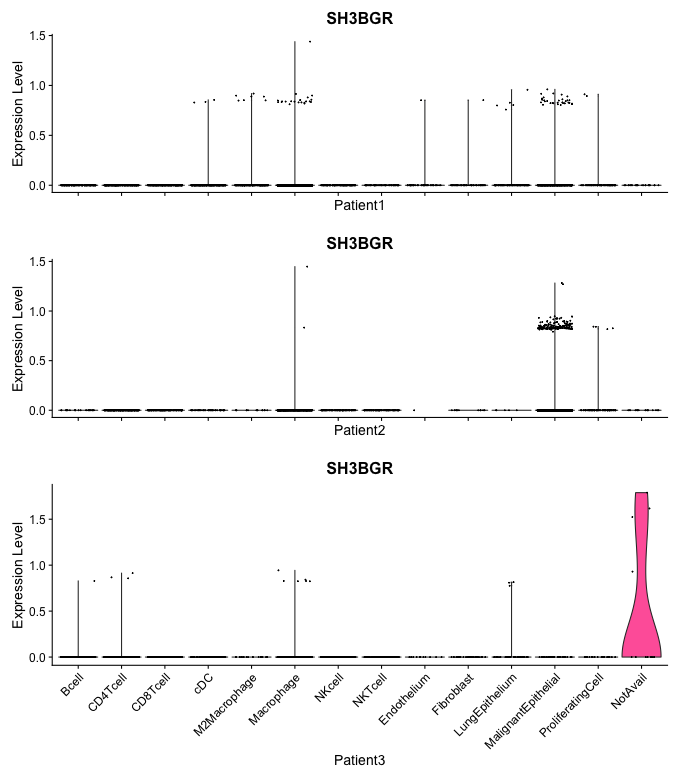 SH3BGR
Expression Level
1.5
1.0
0.5
0.0
Patient1
SH3BGR
Expression Level
1.5
1.0
0.5
0.0
Patient2
SH3BGR
Expression Level
1.5
1.0
0.5
0.0
Bcell
CD4Tcell
CD8Tcell
cDC
M2Macrophage
Macrophage
NKcell
NKTcell
Endothelium
Fibroblast
LungEpithelium
MalignantEpithelial
ProliferatingCell
NotAvail
Patient3